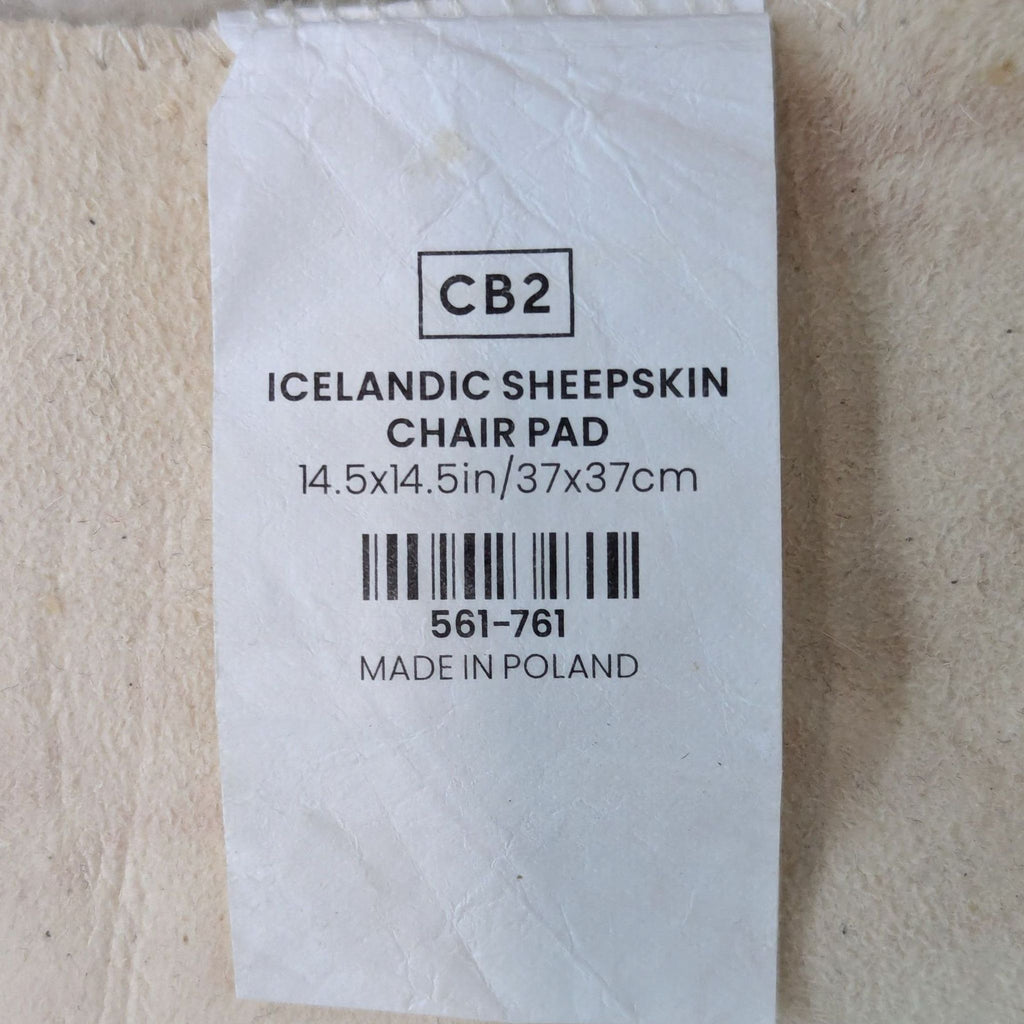 CB2
ICELANDIC SHEEPSKIN
CHAIR PAD
14.5x14.5in/37x37cm
561-761
MADE IN POLAND